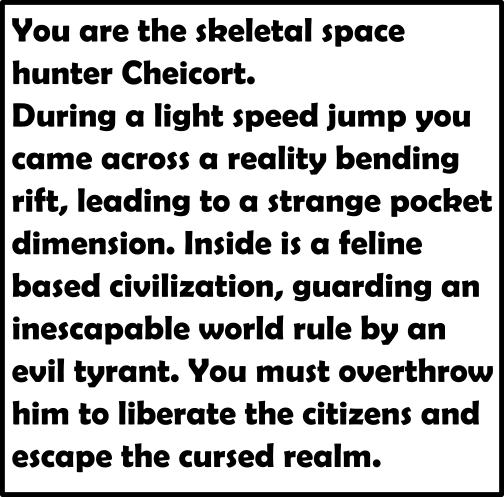 You are the skeletal space
hunter Cheicort.
During a light speed jump you
came across a reality bending
rift, leading to a strange pocket
dimension. Inside is a feline
based civilization, guarding an
inescapable world rule by an
evil tyrant. You must overthrow
him to liberate the citizens and
escape the cursed realm.